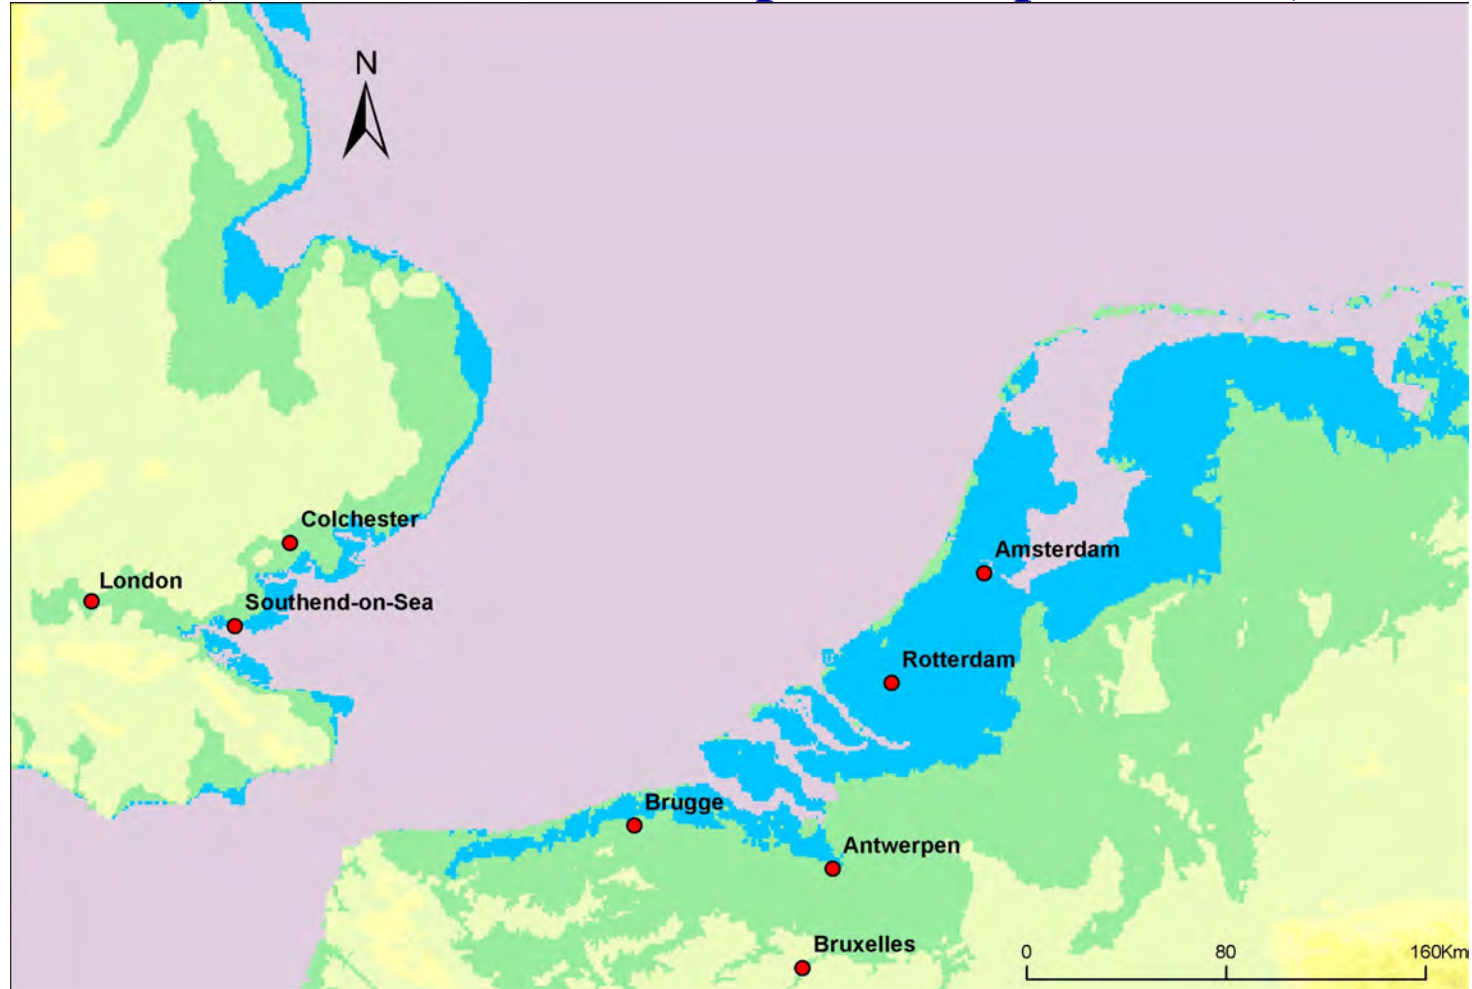 N
Colchester
London
Southend-on-Sea
Amsterdam
Rotterdam
Brugge
Antwerpen
Bruxelles
0 80 160Km